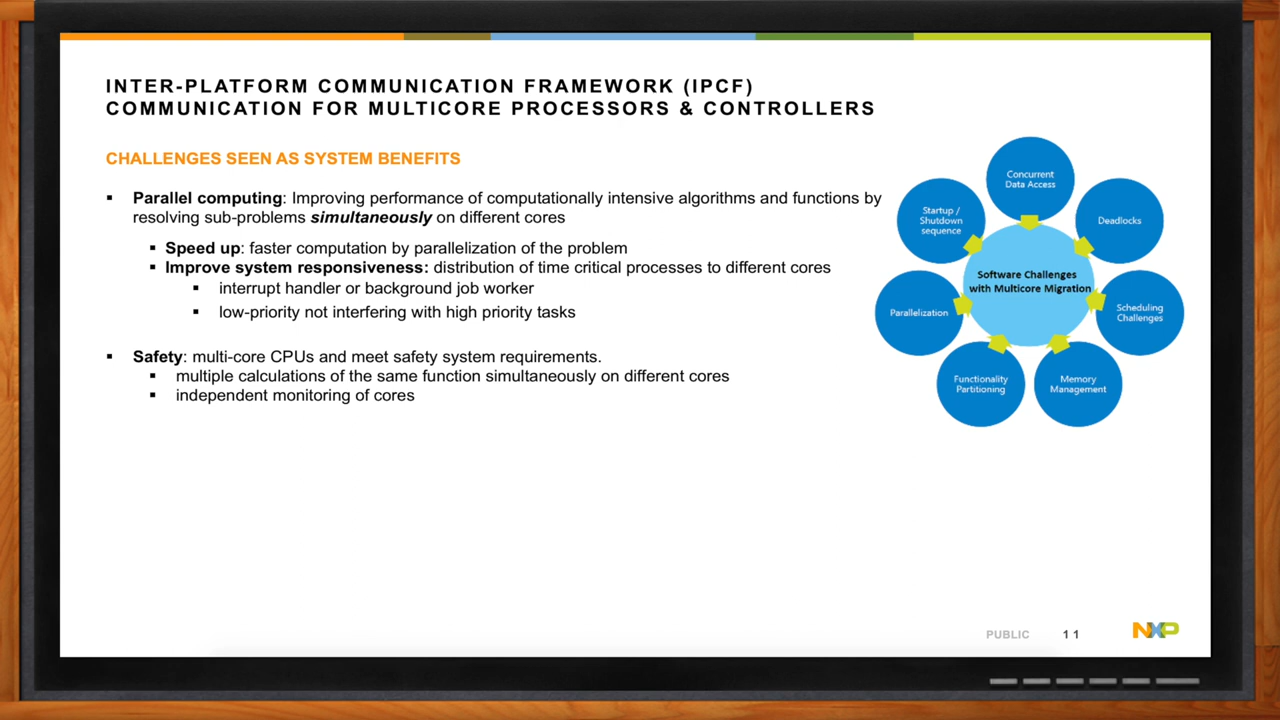 INTER-PLATFORM COMMUNICATION FRAMEWORK (IPCF)
COMMUNICATION FOR MULTICORE PROCESSORS & CONTROLLERS
CHALLENGES SEEN AS SYSTEM BENEFITS
▪ Parallel computing: Improving performance of computationally intensive algorithms and functions by
resolving sub-problems simultaneously on different cores
▪ Speed up: faster computation by parallelization of the problem
▪ Improve system responsiveness: distribution of time critical processes to different cores
▪ interrupt handler or background job worker
▪ low-priority not interfering with high priority tasks
▪ Safety: multi-core CPUs and meet safety system requirements.
▪ multiple calculations of the same function simultaneously on different cores
▪ independent monitoring of cores
Concurrent
Data Access
Startup /
Shutdown
sequence
Deadlocks
Software Challenges
with Multicore Migration
Parallelization
Scheduling
Challenges
Functionality
Partitioning
Memory
Management
PUBLIC
11
NXP